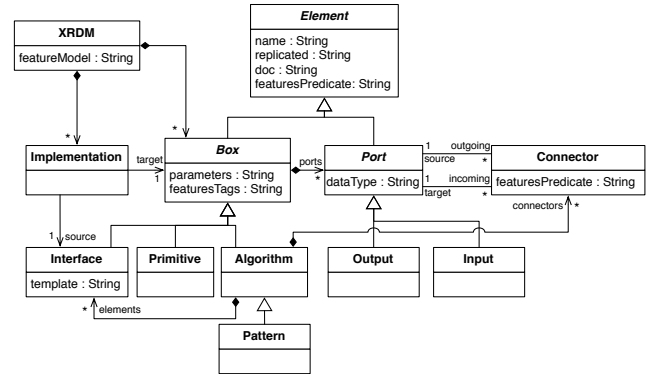 Element
name : String
replicated : String
doc : String
featuresPredicate: String
XRDM
featureModel : String
*
*
Implementation
target
1
Box
parameters : String
featuresTags : String
ports
*
Port
dataType : String
1 outgoing
source *
1 incoming
target *
Connector
featuresPredicate : String
connectors *
1 source
Interface
template : String
Primitive
Algorithm
Output
Input
* elements
Pattern